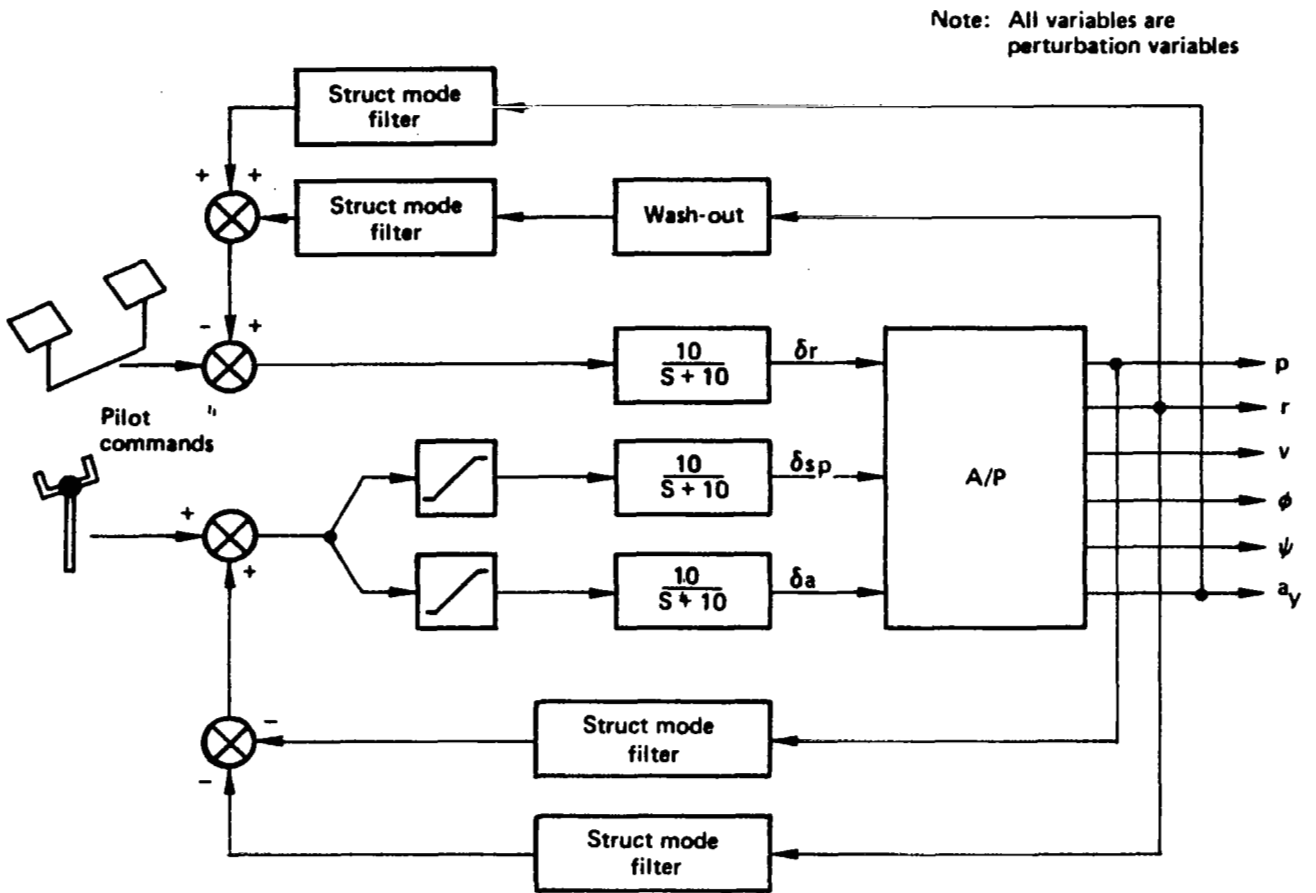 Note: All variables are
perturbation variables
Struct mode
filter
+ +
Struct mode
filter
Wash-out
- +
10
S + 10
δr
p
r
Pilot
commands
10
S + 10
δsp
A/P
v
ϕ
+
+
10
S + 10
δa
ψ
ay
-
-
Struct mode
filter
Struct mode
filter